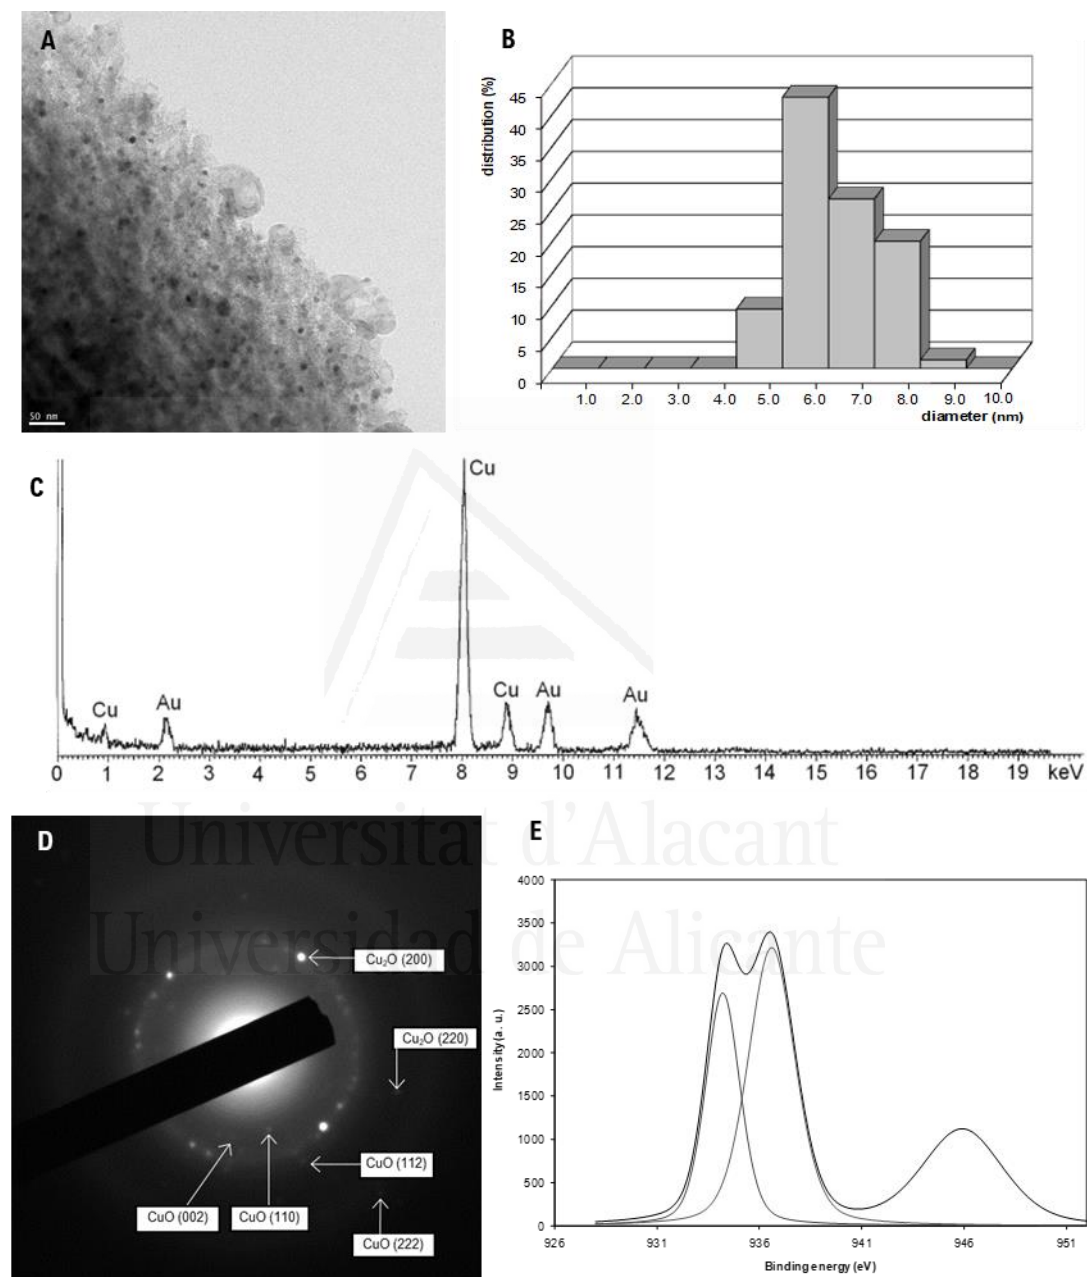 A
50 nm
B
distribution (%)
45
40
35
30
25
20
15
10
5
0
1.0 2.0 3.0 4.0 5.0 6.0 7.0 8.0 9.0 10.0
diameter (nm)
C
Cu
Cu
Au
Cu
Au
Au
0 1 2 3 4 5 6 7 8 9 10 11 12 13 14 15 16 17 18 19 keV
Universitat d'Alacant
Universidad de Alicante
D
Cu₂O (200)
Cu₂O (220)
CuO (112)
CuO (002)
CuO (110)
CuO (222)
E
Intensity (a. u.)
4000
3500
3000
2500
2000
1500
1000
500
0
926 931 936 941 946 951
Binding energy (eV)